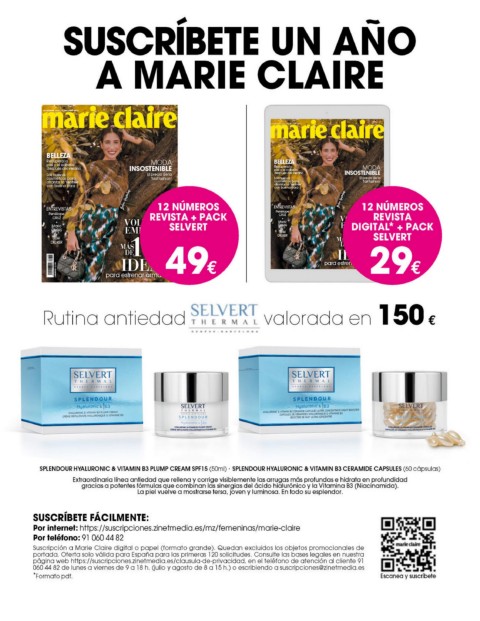 SUSCRÍBETE UN AÑO
A MARIE CLAIRE
marie claire
BELLEZA
MODA
INSOSTENIBLE
12 NÚMEROS
REVISTA + PACK
SELVERT
49€
marie claire
BELLEZA
MODA
INSOSTENIBLE
12 NÚMEROS
REVISTA
DIGITAL* + PACK
SELVERT
29€
Rutina antiedad SELVERT THERMAL valorada en 150 €
SELVERT
THERMAL
SPLENDOUR
SELVERT
THERMAL
SELVERT
THERMAL
SPLENDOUR
SPLENDOUR HYALURONIC & VITAMIN B3 PLUMP CREAM SPF15 (50ml) · SPLENDOUR HYALURONIC & VITAMIN B3 CERAMIDE CAPSULES (50 cápsulas)
Extraordinaria línea antiedad que rellena y corrige visiblemente las arrugas más profundas e hidrata en profundidad
gracias a potentes fórmulas que combinan las sinergias del ácido hialurónico y la Vitamina B3 (Niacinamida).
La piel vuelve a mostrarse tersa, joven y luminosa. En todo su esplendor.
SUSCRÍBETE FÁCILMENTE:
Por internet: https://suscripciones.zinetmedia.es/mz/femeninas/marie-claire
Por teléfono: 91 060 44 82
Suscripción a Marie Claire digital o papel (formato grande). Quedan excluidos los objetos promocionales de
portada. Oferta solo válida para España para las primeras 120 solicitudes. Consulte las bases legales en nuestra
página web https://suscripciones.zinetmedia.es/clausula-de-privacidad, en el teléfono de atención al cliente 91
060 44 82 de lunes a viernes de 9 a 18 h. (julio y agosto de 8 a 15 h.) o escribiendo a suscripciones@zinetmedia.es
*Formato pdf.
marie claire
Escanea y suscríbete